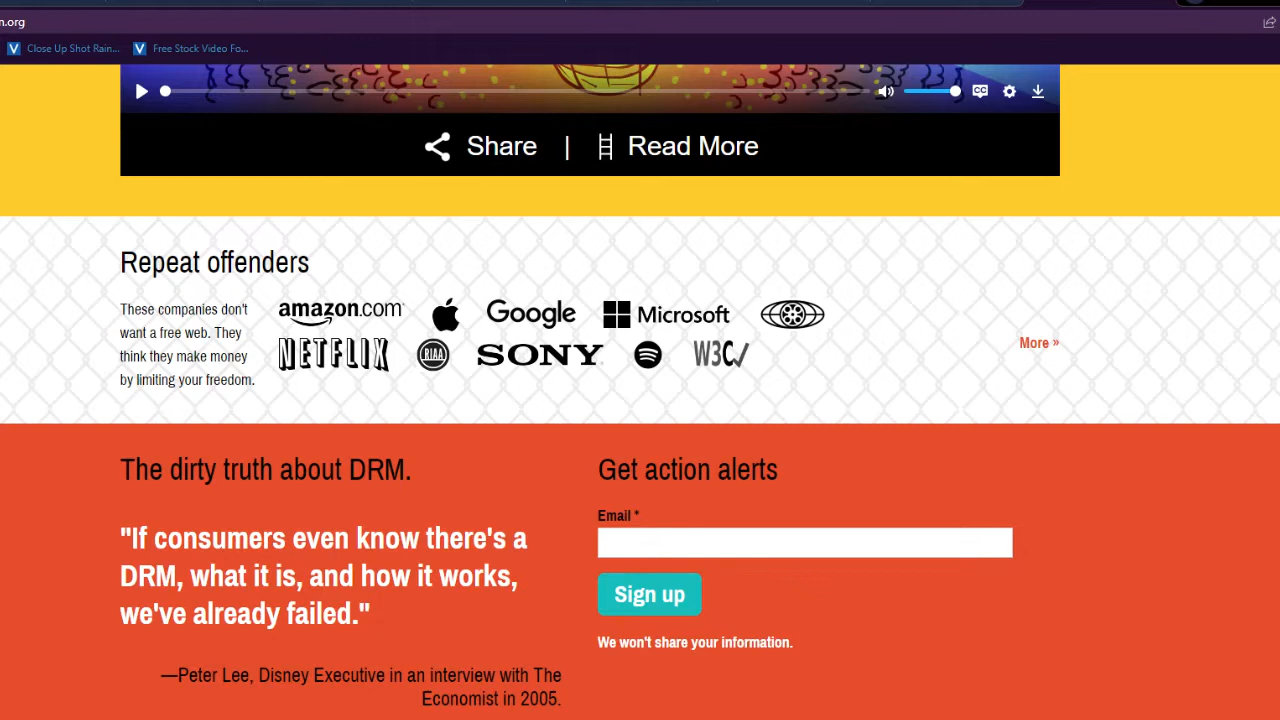 n.org
Close Up Shot Rain...
Free Stock Video Fo...
CC
Share | Read More
Repeat offenders
These companies don't
want a free web. They
think they make money
by limiting your freedom.
amazon.com
Google
Microsoft
NETFLIX
RIAA
SONY
W3C
More »
The dirty truth about DRM.
"If consumers even know there's a
DRM, what it is, and how it works,
we've already failed."
—Peter Lee, Disney Executive in an interview with The
Economist in 2005.
Get action alerts
Email *
Sign up
We won't share your information.